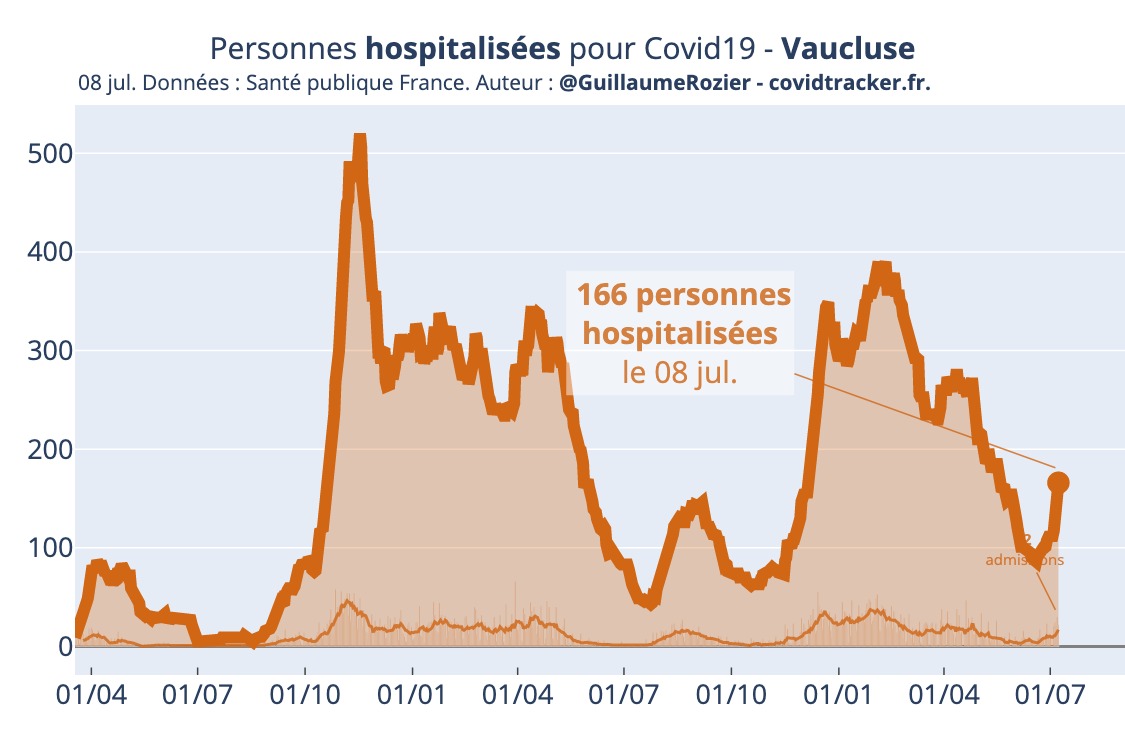 Personnes hospitalisées pour Covid19 - Vaucluse
08 jul. Données : Santé publique France. Auteur : @GuillaumeRozier - covidtracker.fr.
500
400
300
200
100
0
166 personnes
hospitalisées
le 08 jul.
admissions
01/04 01/07 01/10 01/01 01/04 01/07 01/10 01/01 01/04 01/07